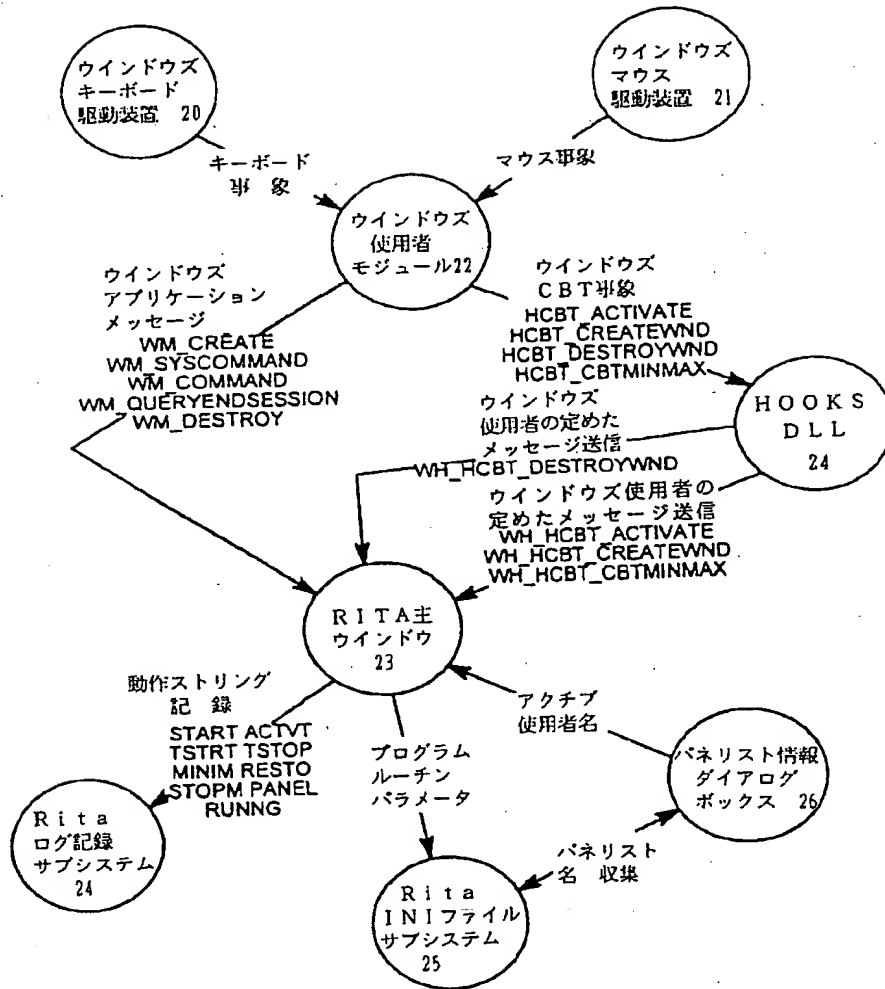 ウインドウズ
キーボード
駆動装置 20
ウインドウズ
マウス
駆動装置 21
キーボード
事 象
マウス事象
ウインドウズ
使用者
モジュール22
ウインドウズ
アプリケーション
メッセージ
WM_CREATE
WM_SYSCOMMAND
WM_COMMAND
WM_QUERYENDSESSION
WM_DESTROY
ウインドウズ
CBT事象
HCBT_ACTIVATE
HCBT_CREATEWND
HCBT_DESTROYWND
HCBT_CBTMINMAX
HOOKS
DLL
24
ウインドウズ
使用者の定めた
メッセージ送信
WH_HCBT_DESTROYWND
ウインドウズ使用者の
定めたメッセージ送信
WH_HCBT_ACTIVATE
WH_HCBT_CREATEWND
WH_HCBT_CBTMINMAX
RITA主
ウインドウ
23
動作ストリング
記 録
START ACTVT
TSTRT TSTOP
MINIM RESTO
STOPM PANEL
RUNNG
プログラム
ルーチン
パラメータ
アクチブ
使用者名
パネリスト情報
ダイアログ
ボックス 26
パネリスト
名 収集
Rita
ログ記録
サブシステム
24
Rita
INIファイル
サブシステム
25